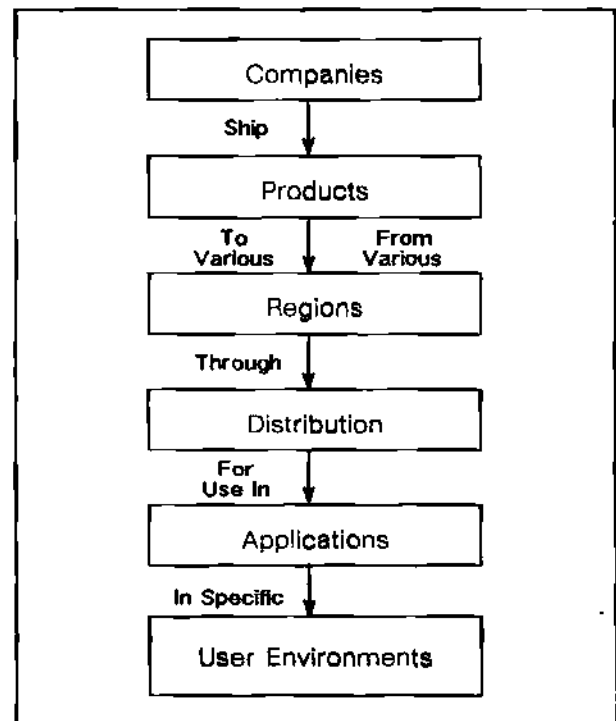 Companies
Ship
Products
To
Various
From
Various
Regions
Through
Distribution
For
Use In
Applications
In Specific
User Environments